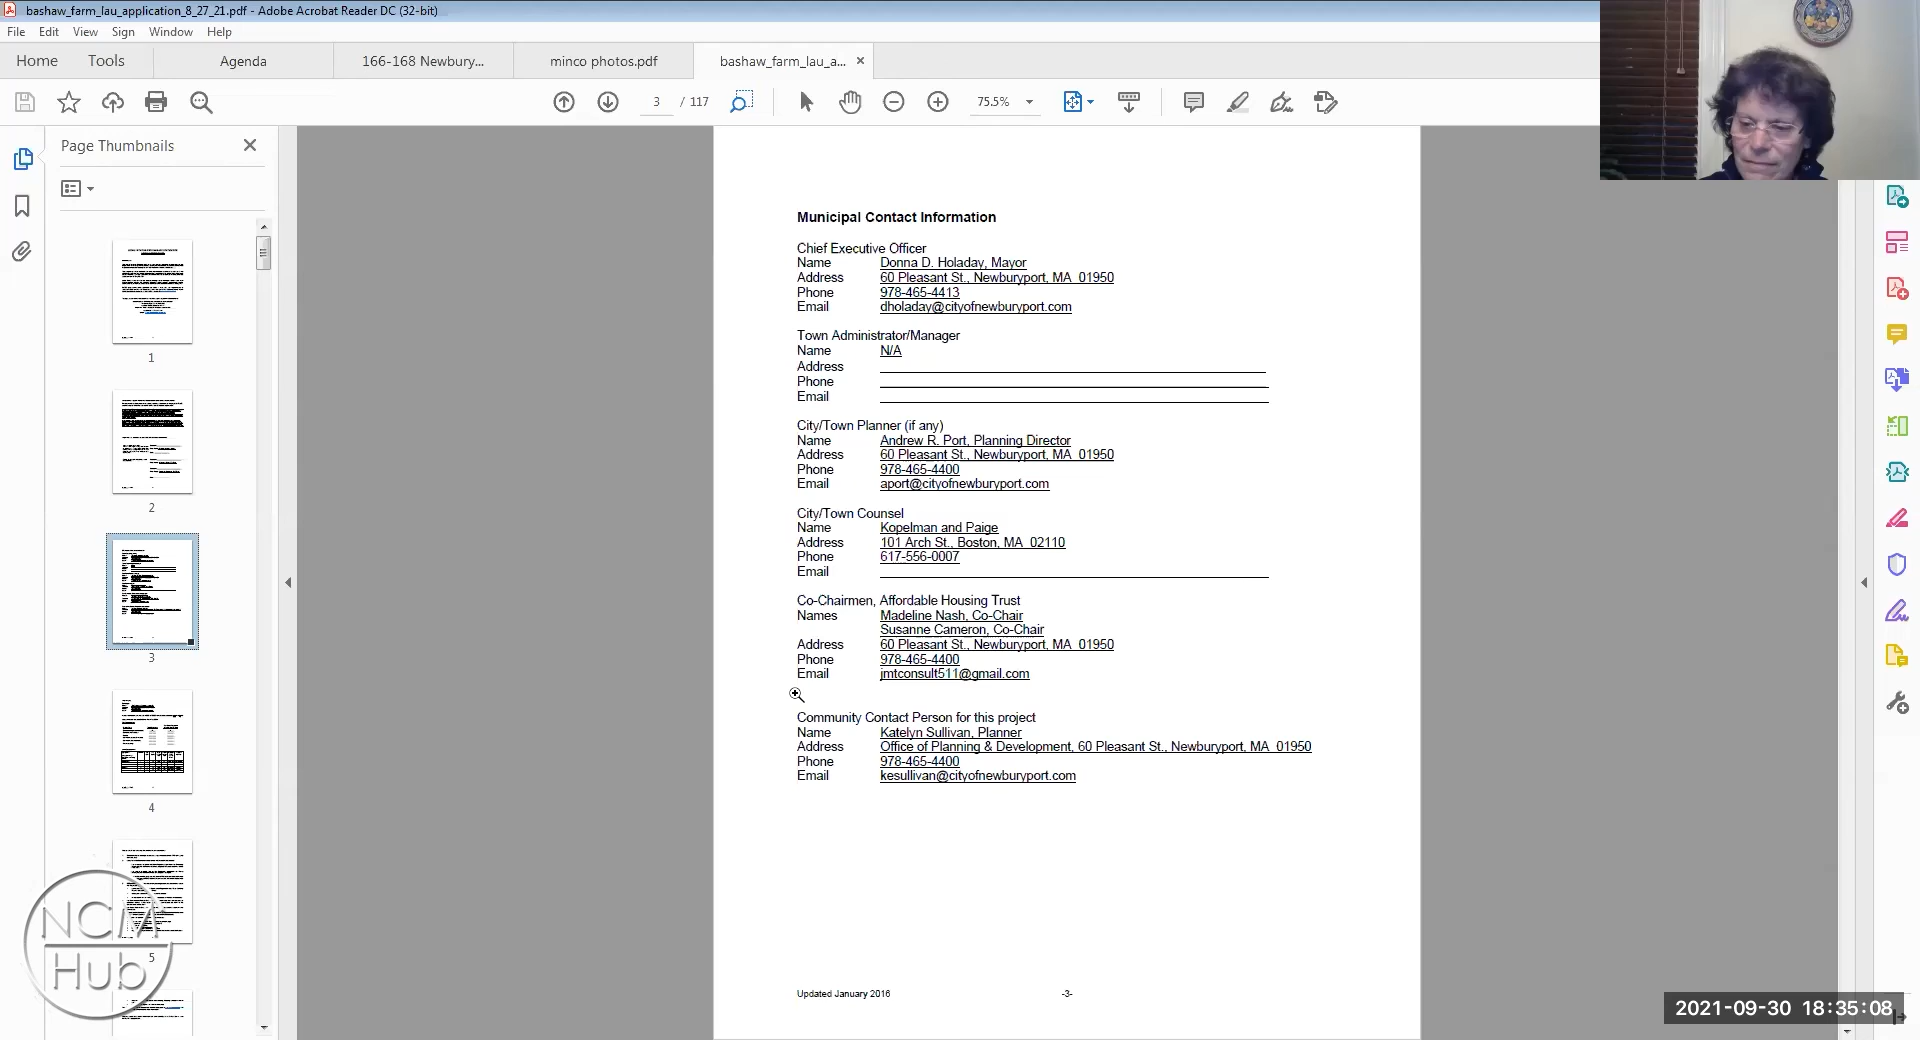 bashaw_farm_lau_application_8_27_21.pdf - Adobe Acrobat Reader DC (32-bit)
File Edit View Sign Window Help
Home Tools Agenda 166-168 Newbury... minco photos.pdf bashaw_farm_lau_a...
3 / 117 75.5%
Page Thumbnails
1
2
3
4
5
Municipal Contact Information
Chief Executive Officer
Name Donna D. Holaday, Mayor
Address 60 Pleasant St., Newburyport, MA 01950
Phone 978-465-4413
Email dholaday@cityofnewburyport.com
Town Administrator/Manager
Name N/A
Address
Phone
Email
City/Town Planner (if any)
Name Andrew R. Port, Planning Director
Address 60 Pleasant St., Newburyport, MA 01950
Phone 978-465-4400
Email aport@cityofnewburyport.com
City/Town Counsel
Name Kopelman and Paige
Address 101 Arch St., Boston, MA 02110
Phone 617-556-0007
Email
Co-Chairmen, Affordable Housing Trust
Names Madeline Nash, Co-Chair
Susanne Cameron, Co-Chair
Address 60 Pleasant St., Newburyport, MA 01950
Phone 978-465-4400
Email jmtconsult511@gmail.com
Community Contact Person for this project
Name Katelyn Sullivan, Planner
Address Office of Planning & Development, 60 Pleasant St., Newburyport, MA 01950
Phone 978-465-4400
Email kesullivan@cityofnewburyport.com
Updated January 2016 -3-
NCM
Hub
2021-09-30 18:35:08